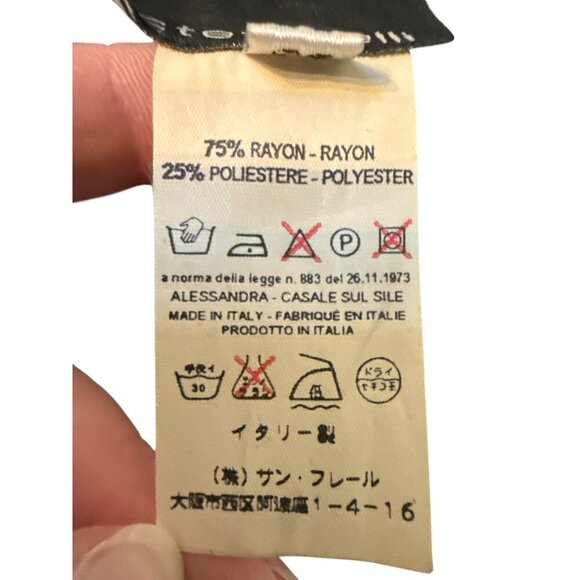 75% RAYON - RAYON
25% POLIESTERE - POLYESTER
P
a norma della legge n. 883 del 26.11.1973
ALESSANDRA - CASALE SUL SILE
MADE IN ITALY - FABRIQUÉ EN ITALIE
PRODOTTO IN ITALIA
手洗イ
30
低
ドライ
セキユ系
イタリー製
(株)サン・フレール
大阪市西区阿波座1-4-16